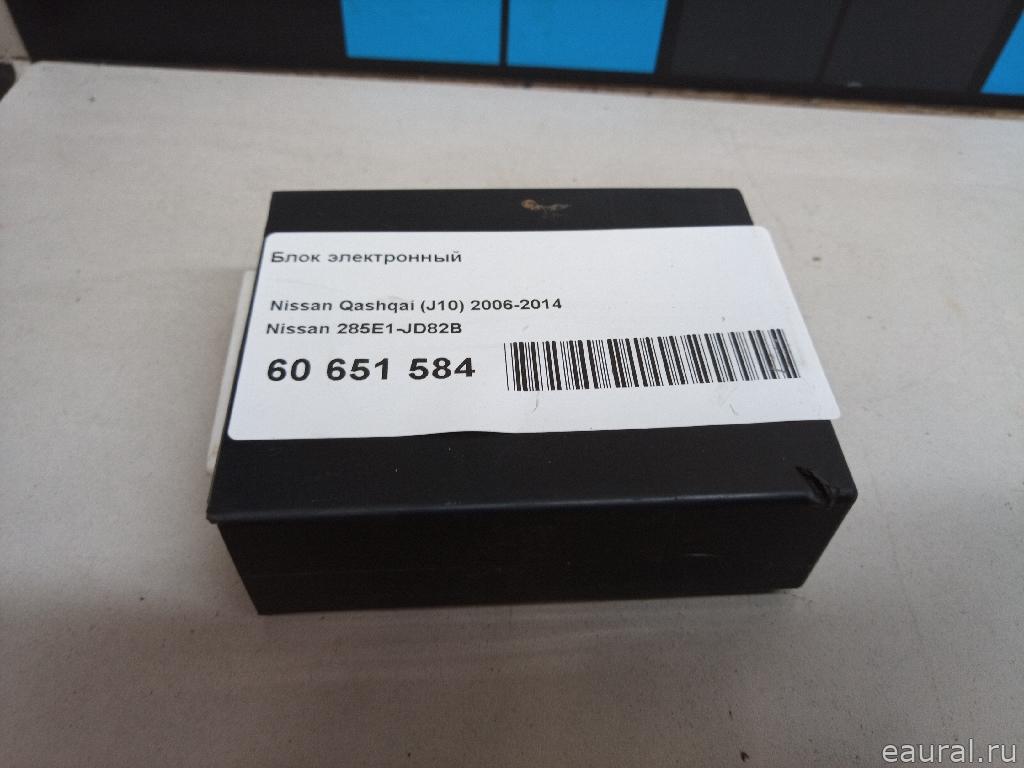 Блок электронный
Nissan Qashqai (J10) 2006-2014
Nissan 285E1-JD82B
60 651 584
eaural.ru